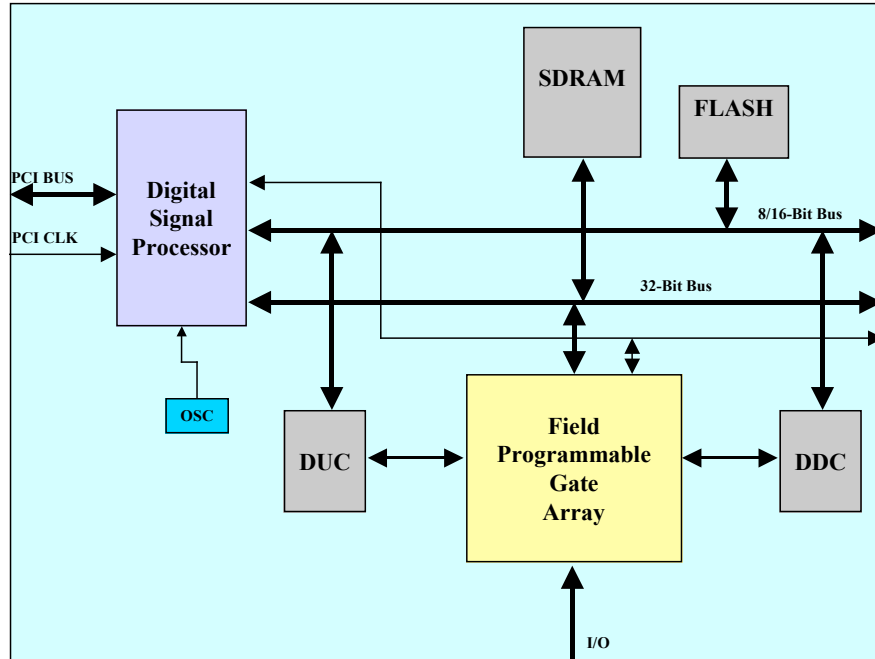 SDRAM
FLASH
PCI BUS
Digital
Signal
Processor
8/16-Bit Bus
PCI CLK
32-Bit Bus
OSC
DUC
Field
Programmable
Gate
Array
DDC
I/O